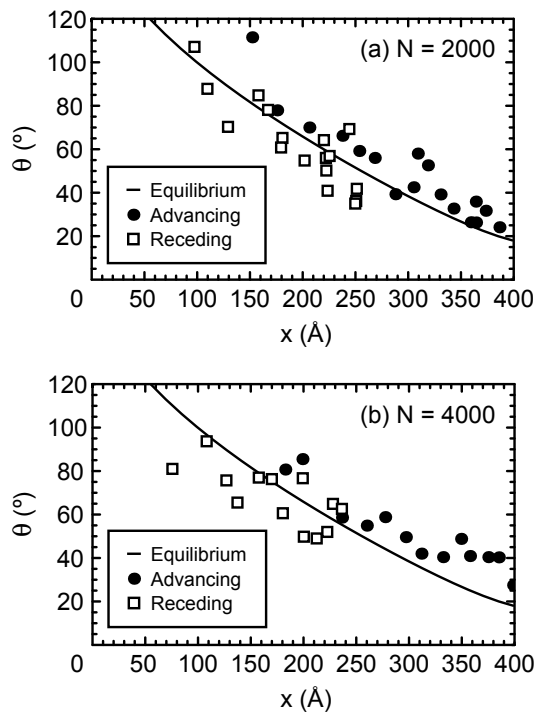 120
(a) N = 2000
100
80
θ (º)
60
40
20
Equilibrium
Advancing
Receding
0 50 100 150 200 250 300 350 400
x (Å)
120
(b) N = 4000
100
80
θ (º)
60
40
20
Equilibrium
Advancing
Receding
0 50 100 150 200 250 300 350 400
x (Å)